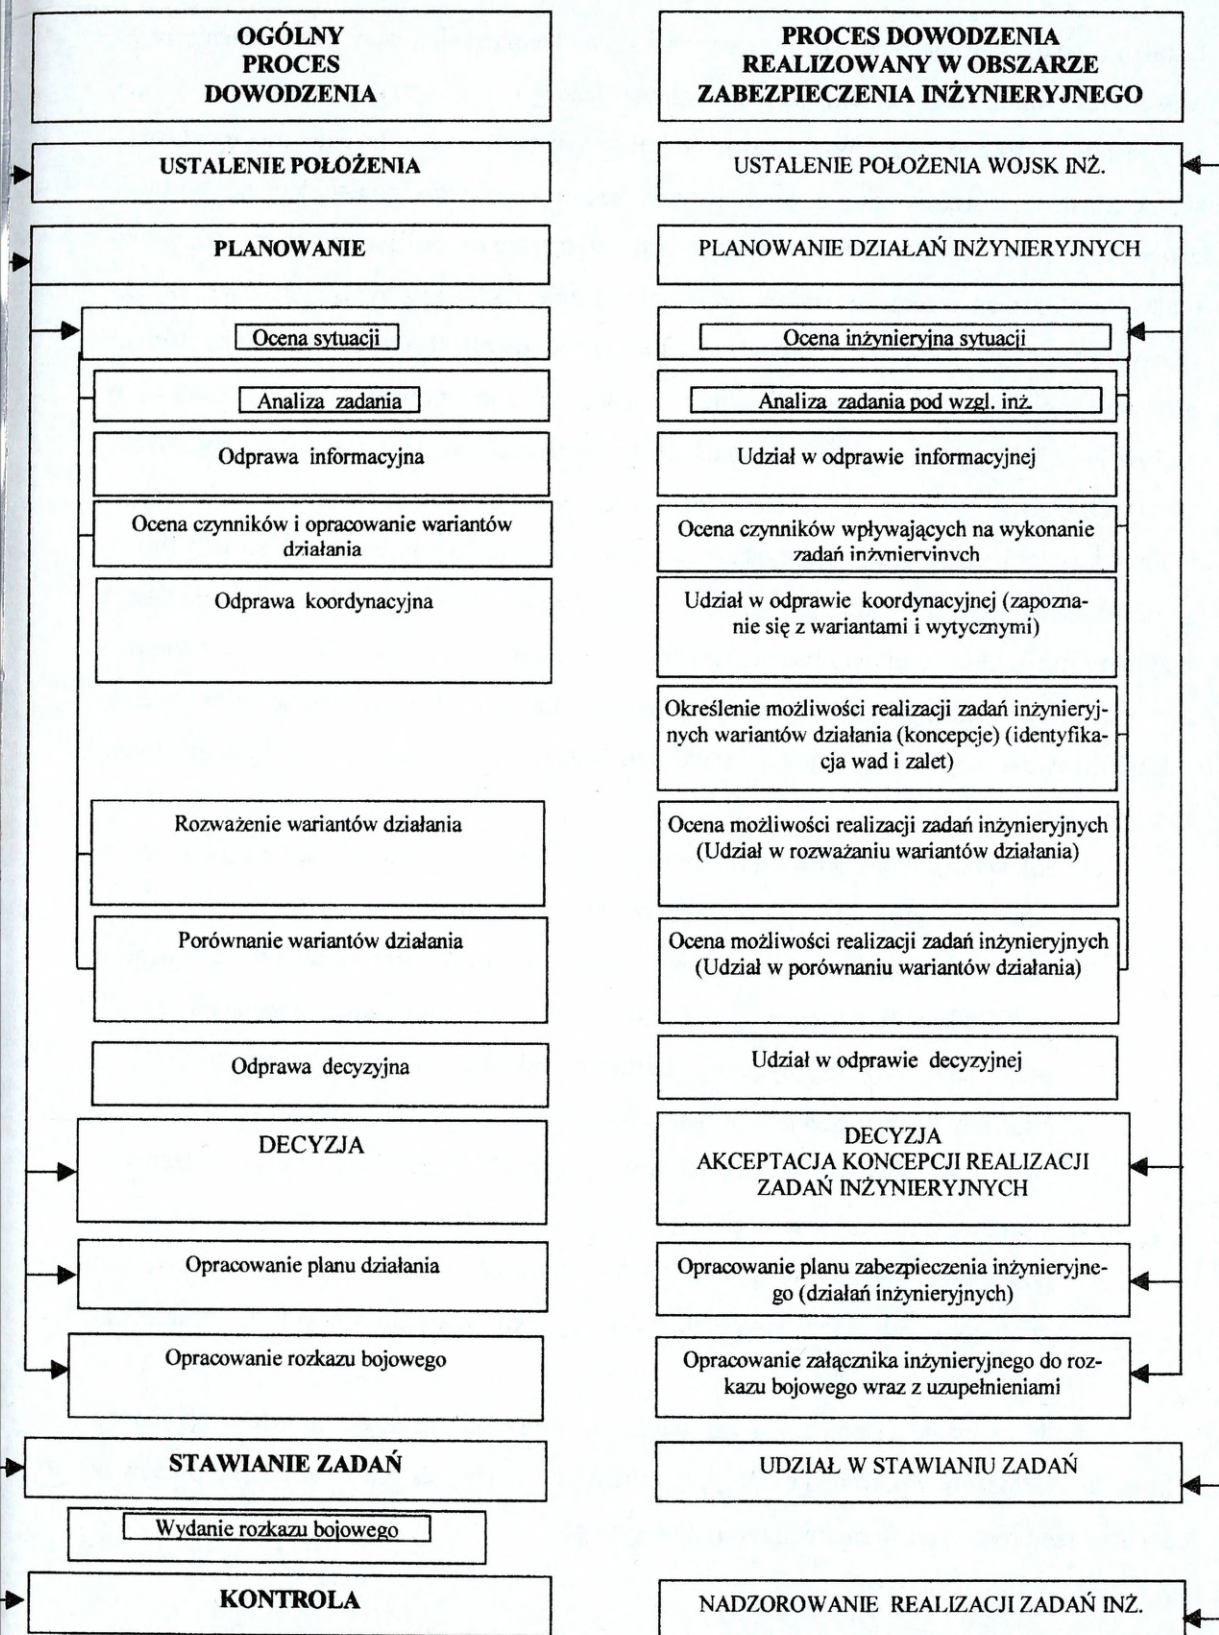 OGÓLNY
PROCES
DOWODZENIA
PROCES DOWODZENIA
REALIZOWANY W OBSZARZE
ZABEZPIECZENIA INŻYNIERYJNEGO
USTALENIE POŁOŻENIA
USTALENIE POŁOŻENIA WOJSK INŻ.
PLANOWANIE
PLANOWANIE DZIAŁAŃ INŻYNIERYJNYCH
Ocena sytuacji
Ocena inżynieryjna sytuacji
Analiza zadania
Analiza zadania pod wzgl. inż.
Odprawa informacyjna
Udział w odprawie informacyjnej
Ocena czynników i opracowanie wariantów
działania
Ocena czynników wpływających na wykonanie
zadań inżynieryjnych
Odprawa koordynacyjna
Udział w odprawie koordynacyjnej (zapozna-
nie się z wariantami i wytycznymi)
Określenie możliwości realizacji zadań inżynieryj-
nych wariantów działania (koncepcje) (identyfika-
cja wad i zalet)
Rozważenie wariantów działania
Ocena możliwości realizacji zadań inżynieryjnych
(Udział w rozważaniu wariantów działania)
Porównanie wariantów działania
Ocena możliwości realizacji zadań inżynieryjnych
(Udział w porównaniu wariantów działania)
Odprawa decyzyjna
Udział w odprawie decyzyjnej
DECYZJA
DECYZJA
AKCEPTACJA KONCEPCJI REALIZACJI
ZADAŃ INŻYNIERYJNYCH
Opracowanie planu działania
Opracowanie planu zabezpieczenia inżynieryjne-
go (działań inżynieryjnych)
Opracowanie rozkazu bojowego
Opracowanie załącznika inżynieryjnego do roz-
kazu bojowego wraz z uzupełnieniami
STAWIANIE ZADAŃ
UDZIAŁ W STAWIANIU ZADAŃ
Wydanie rozkazu bojowego
KONTROLA
NADZOROWANIE REALIZACJI ZADAŃ INŻ.